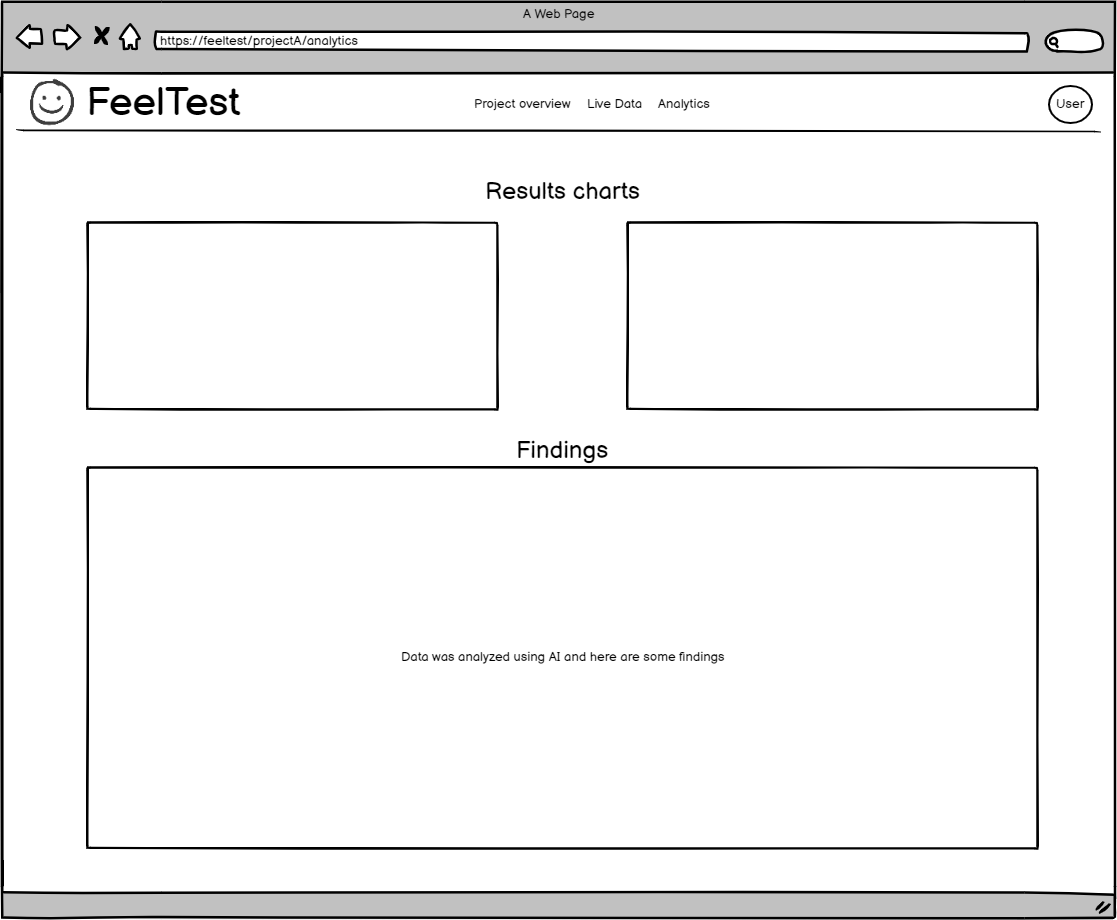 A Web Page
https://feeltest/projectA/analytics
FeelTest
Project overview Live Data Analytics
User
Results charts
Findings
Data was analyzed using AI and here are some findings